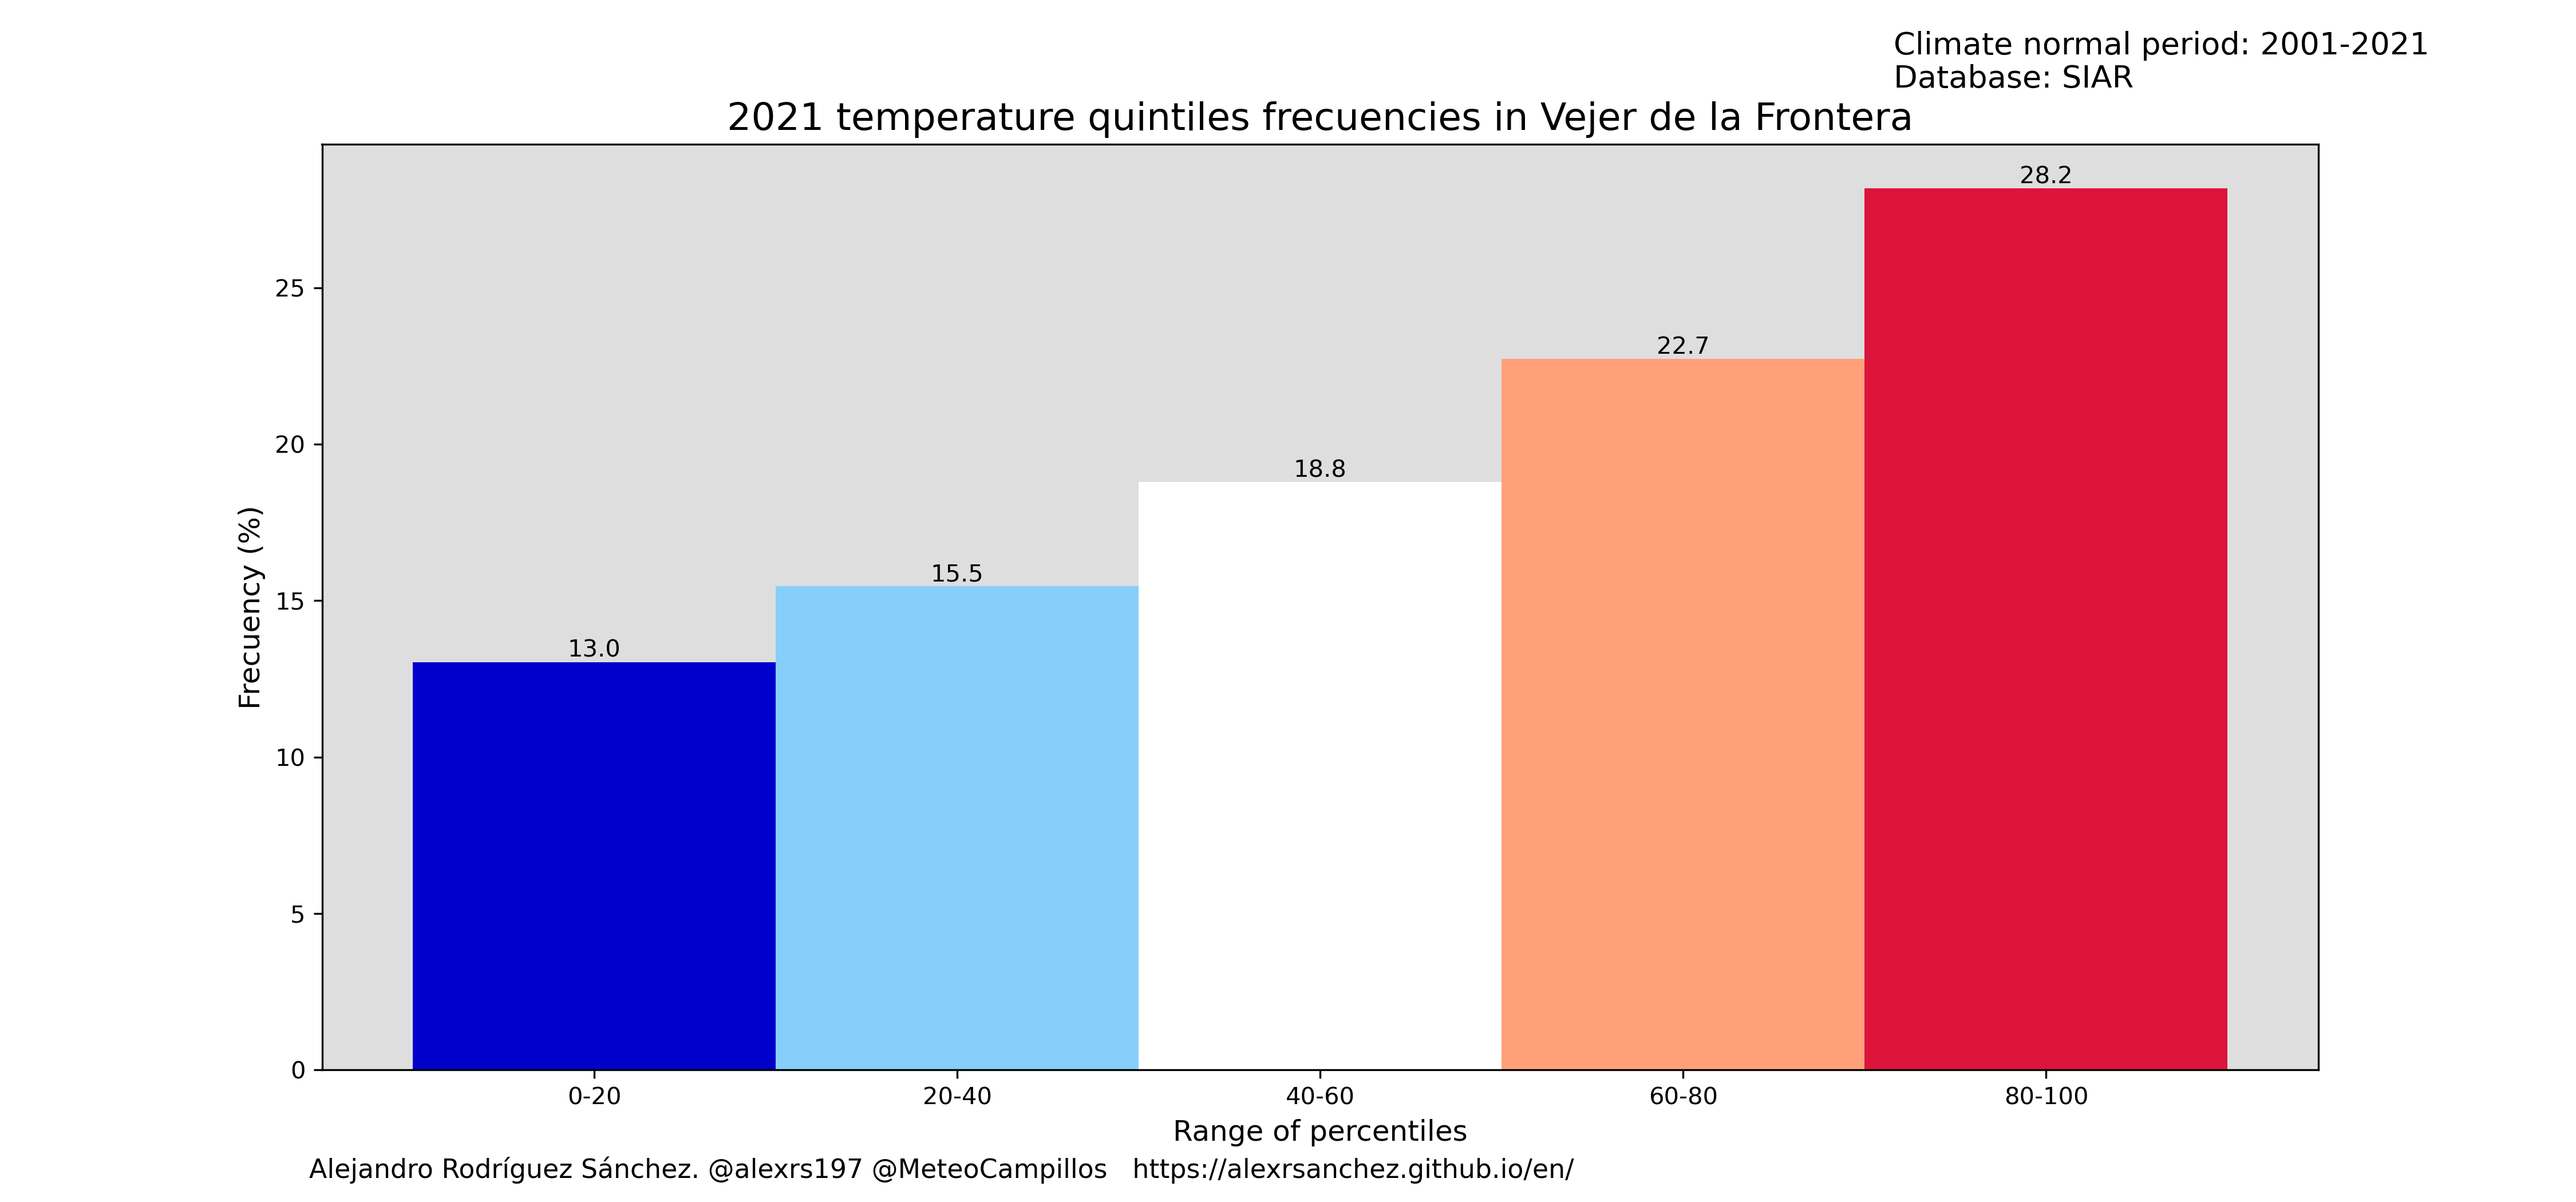 Climate normal period: 2001-2021
Database: SIAR
2021 temperature quintiles frecuencies in Vejer de la Frontera
28.2
25
22.7
20
18.8
Frecuency (%)
15.5
15
13.0
10
5
0
0-20 20-40 40-60 60-80 80-100
Range of percentiles
Alejandro Rodríguez Sánchez. @alexrs197 @MeteoCampillos https://alexrsanchez.github.io/en/